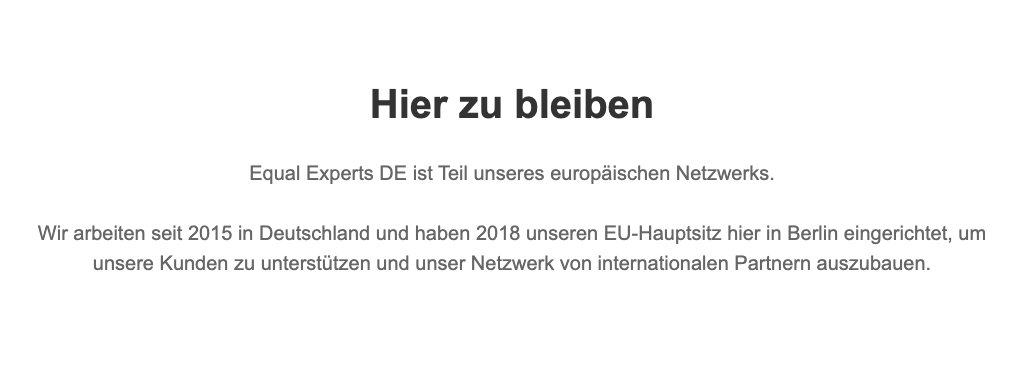 Hier zu bleiben
Equal Experts DE ist Teil unseres europäischen Netzwerks.
Wir arbeiten seit 2015 in Deutschland und haben 2018 unseren EU-Hauptsitz hier in Berlin eingerichtet, um
unsere Kunden zu unterstützen und unser Netzwerk von internationalen Partnern auszubauen.